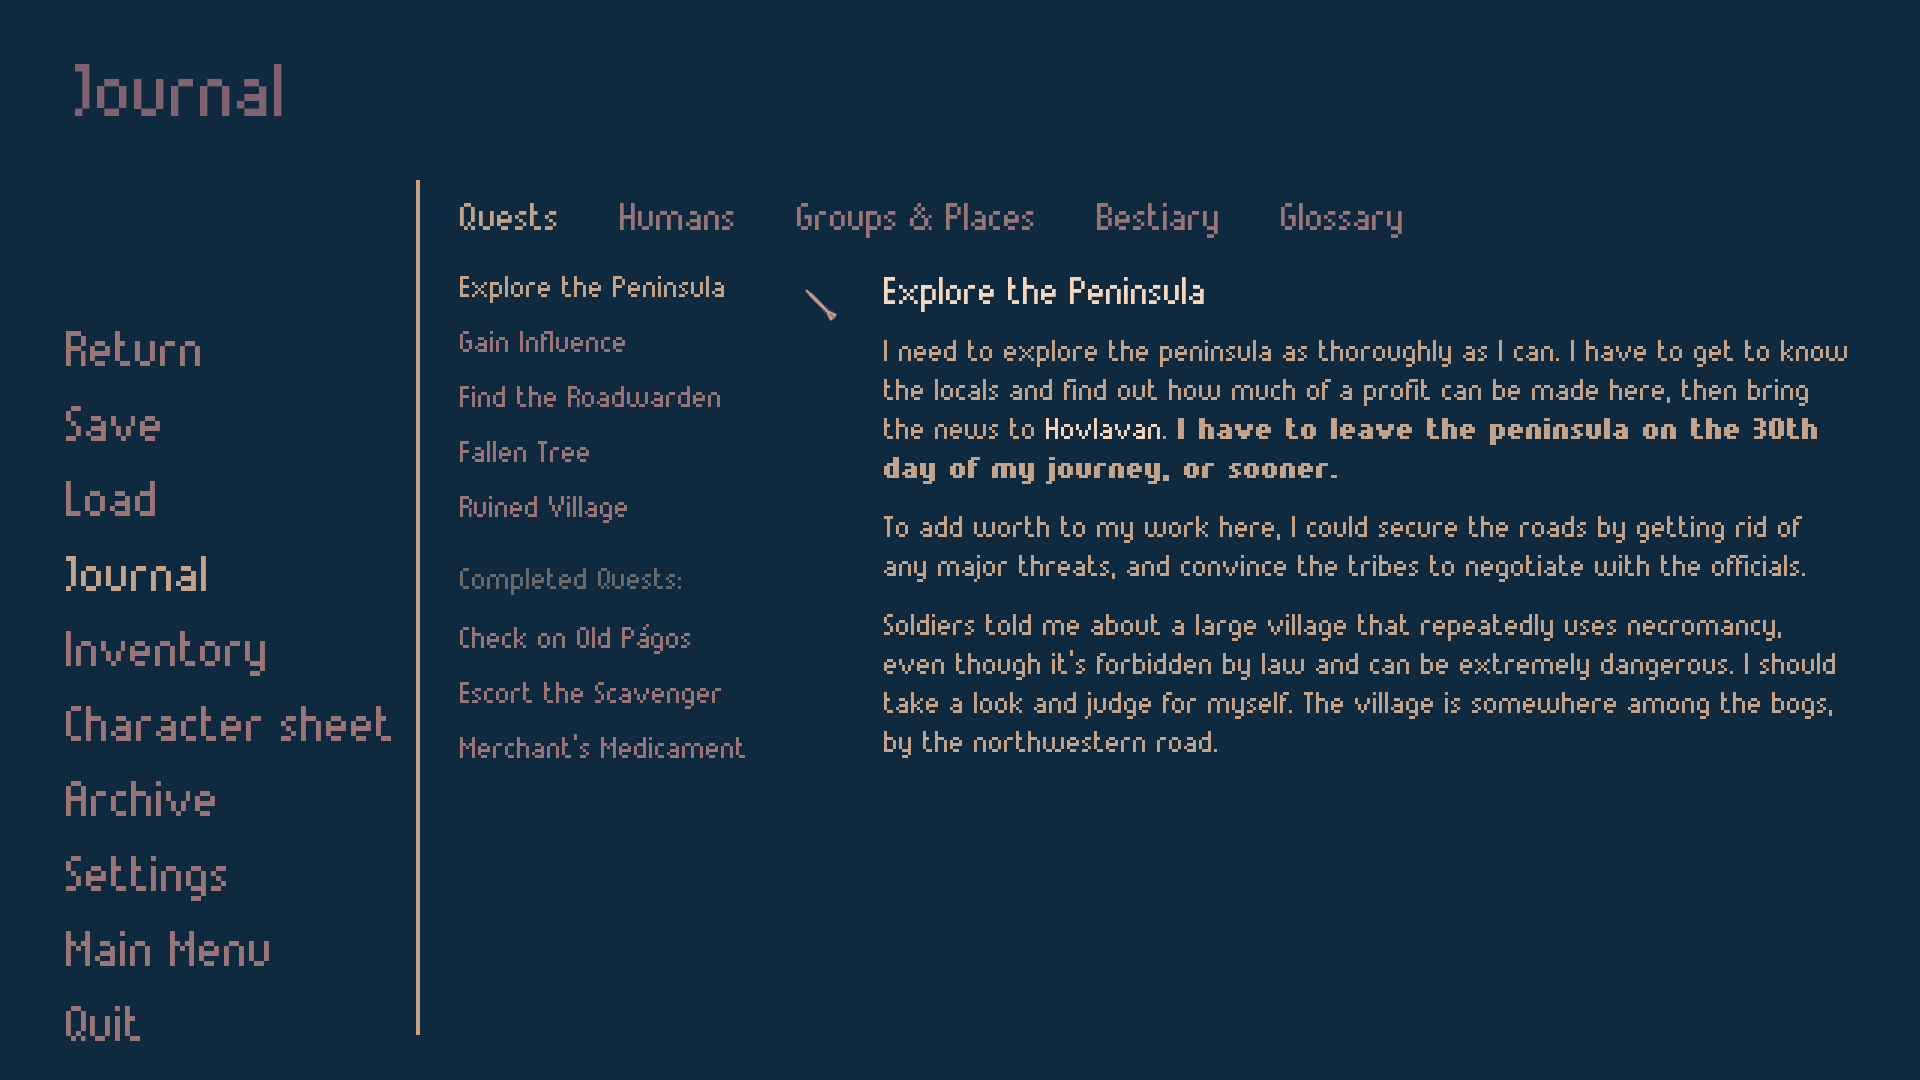 Journal
Return
Save
Load
Journal
Inventory
Character sheet
Archive
Settings
Main Menu
Quit
Quests Humans Groups & Places Bestiary Glossary
Explore the Peninsula
Gain Influence
Find the Roadwarden
Fallen Tree
Ruined Village
Completed Quests:
Check on Old Págos
Escort the Scavenger
Merchant's Medicament
Explore the Peninsula
I need to explore the peninsula as thoroughly as I can. I have to get to know
the locals and find out how much of a profit can be made here, then bring
the news to Hovlavan. I have to leave the peninsula on the 30th
day of my journey, or sooner.
To add worth to my work here, I could secure the roads by getting rid of
any major threats, and convince the tribes to negotiate with the officials.
Soldiers told me about a large village that repeatedly uses necromancy,
even though it's forbidden by law and can be extremely dangerous. I should
take a look and judge for myself. The village is somewhere among the bogs,
by the northwestern road.